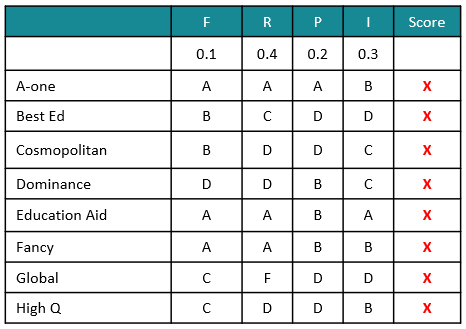 F R P I Score
0.1 0.4 0.2 0.3
A-one A A A B X
Best Ed B C D D X
Cosmopolitan B D D C X
Dominance D D B C X
Education Aid A A B A X
Fancy A A B B X
Global C F D D X
High Q C D D B X